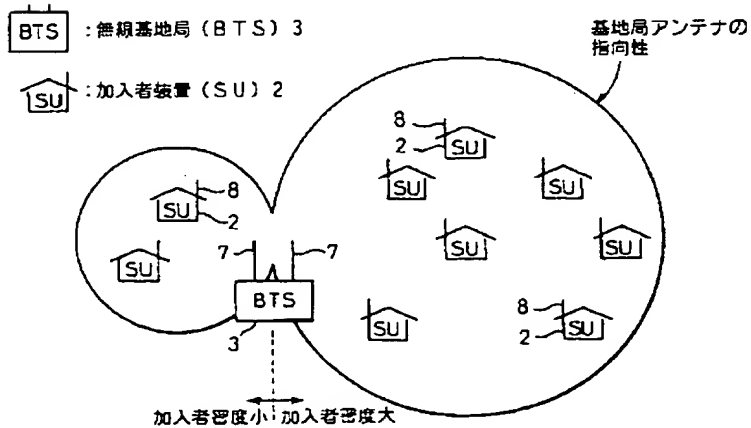 BTS :無線基地局(BTS)3
SU :加入者装置(SU)2
基地局アンテナの
指向性
8
2
SU
SU
SU
8
SU
2
SU
SU
SU
7
7
BTS
3
SU
8
2
SU
加入者密度小
加入者密度大